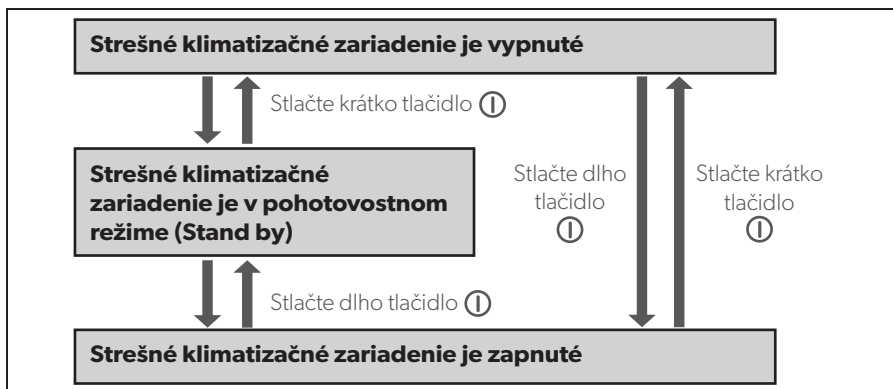 Strešné klimatizačné zariadenie je vypnuté
Stlačte krátko tlačidlo
Strešné klimatizačné
zariadenie je v pohotovostnom
režime (Stand by)
Stlačte dlho
tlačidlo
Stlačte krátko
tlačidlo
Stlačte dlho tlačidlo
Strešné klimatizačné zariadenie je zapnuté